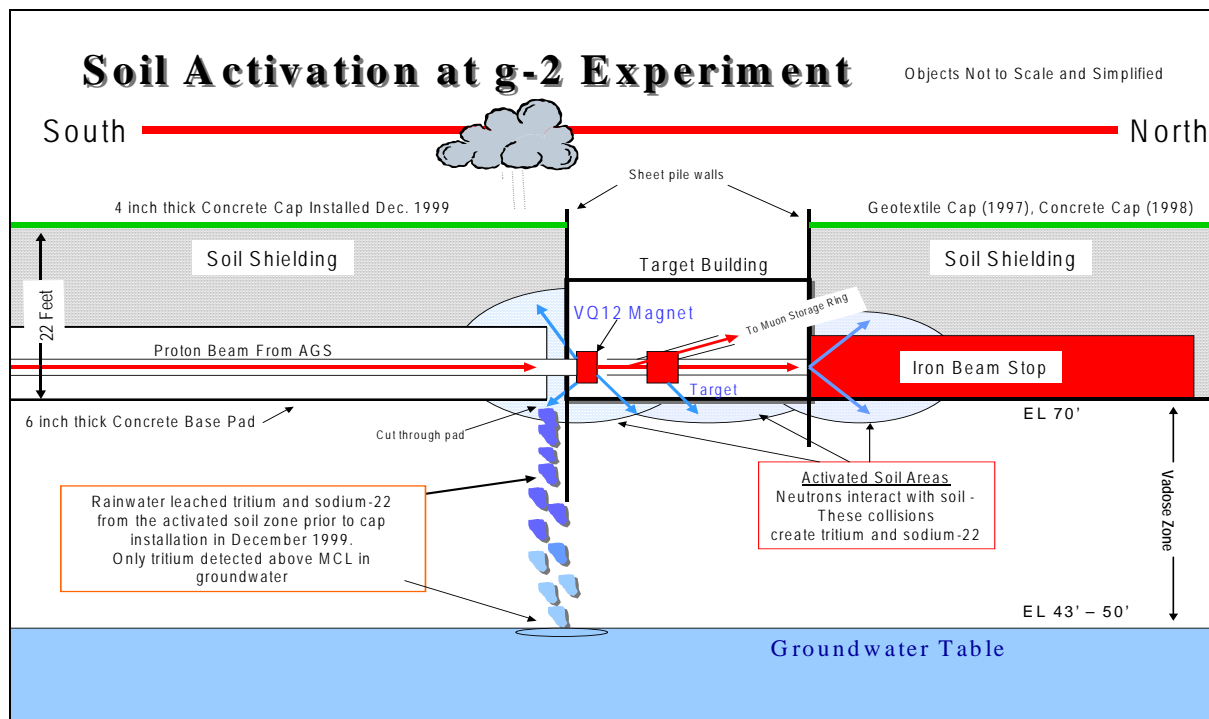 Soil Activation at g-2 Experiment
Objects Not to Scale and Simplified
South
North
Sheet pile walls
4 inch thick Concrete Cap Installed Dec. 1999
Geotextile Cap (1997), Concrete Cap (1998)
Soil Shielding
Target Building
Soil Shielding
22 Feet
VQ12 Magnet
To Muon Storage Ring
Proton Beam From AGS
Iron Beam Stop
Target
6 inch thick Concrete Base Pad
Cut through pad
EL 70'
Rainwater leached tritium and sodium-22
from the activated soil zone prior to cap
installation in December 1999.
Only tritium detected above MCL in
groundwater
Activated Soil Areas
Neutrons interact with soil -
These collisions
create tritium and sodium-22
Vadose Zone
EL 43' – 50'
Groundwater Table